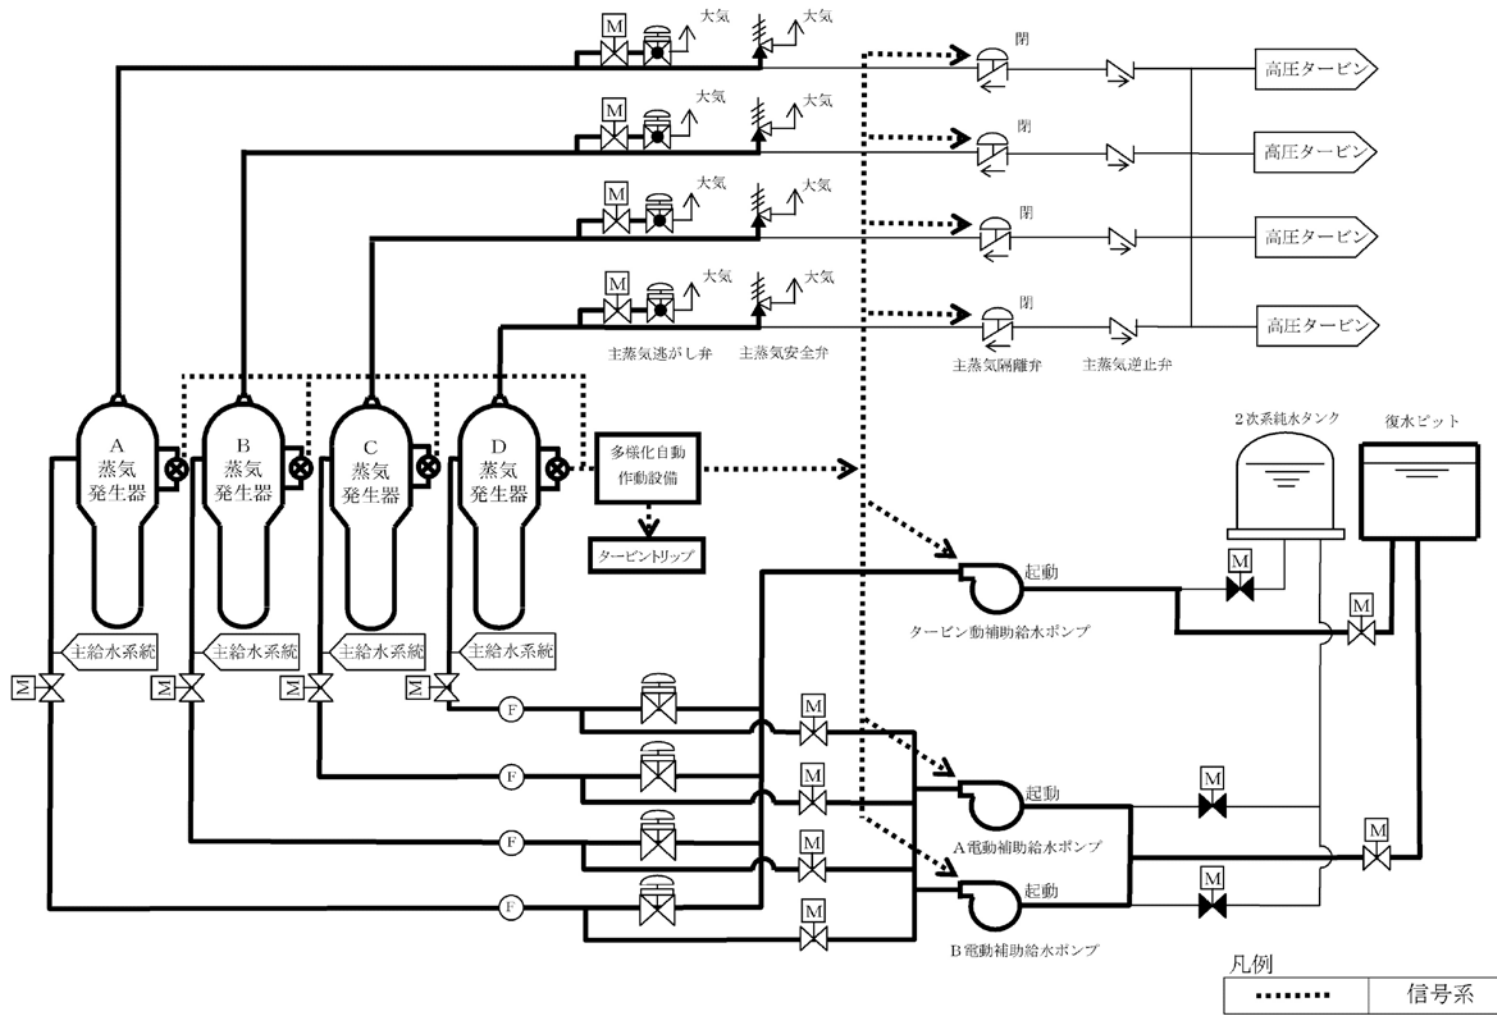 M
大気
大気
閉
高圧タービン
M
大気
大気
閉
高圧タービン
M
大気
大気
閉
高圧タービン
M
大気
大気
閉
高圧タービン
主蒸気逃がし弁
主蒸気安全弁
主蒸気隔離弁
主蒸気逆止弁
2次系純水タンク
復水ピット
A
蒸気
発生器
B
蒸気
発生器
C
蒸気
発生器
D
蒸気
発生器
多様化自動
作動設備
タービントリップ
M
起動
タービン動補助給水ポンプ
M
主給水系統
主給水系統
主給水系統
主給水系統
M
M
M
M
F
M
F
M
起動
M
A電動補助給水ポンプ
F
M
M
起動
M
F
M
B電動補助給水ポンプ
凡例
信号系